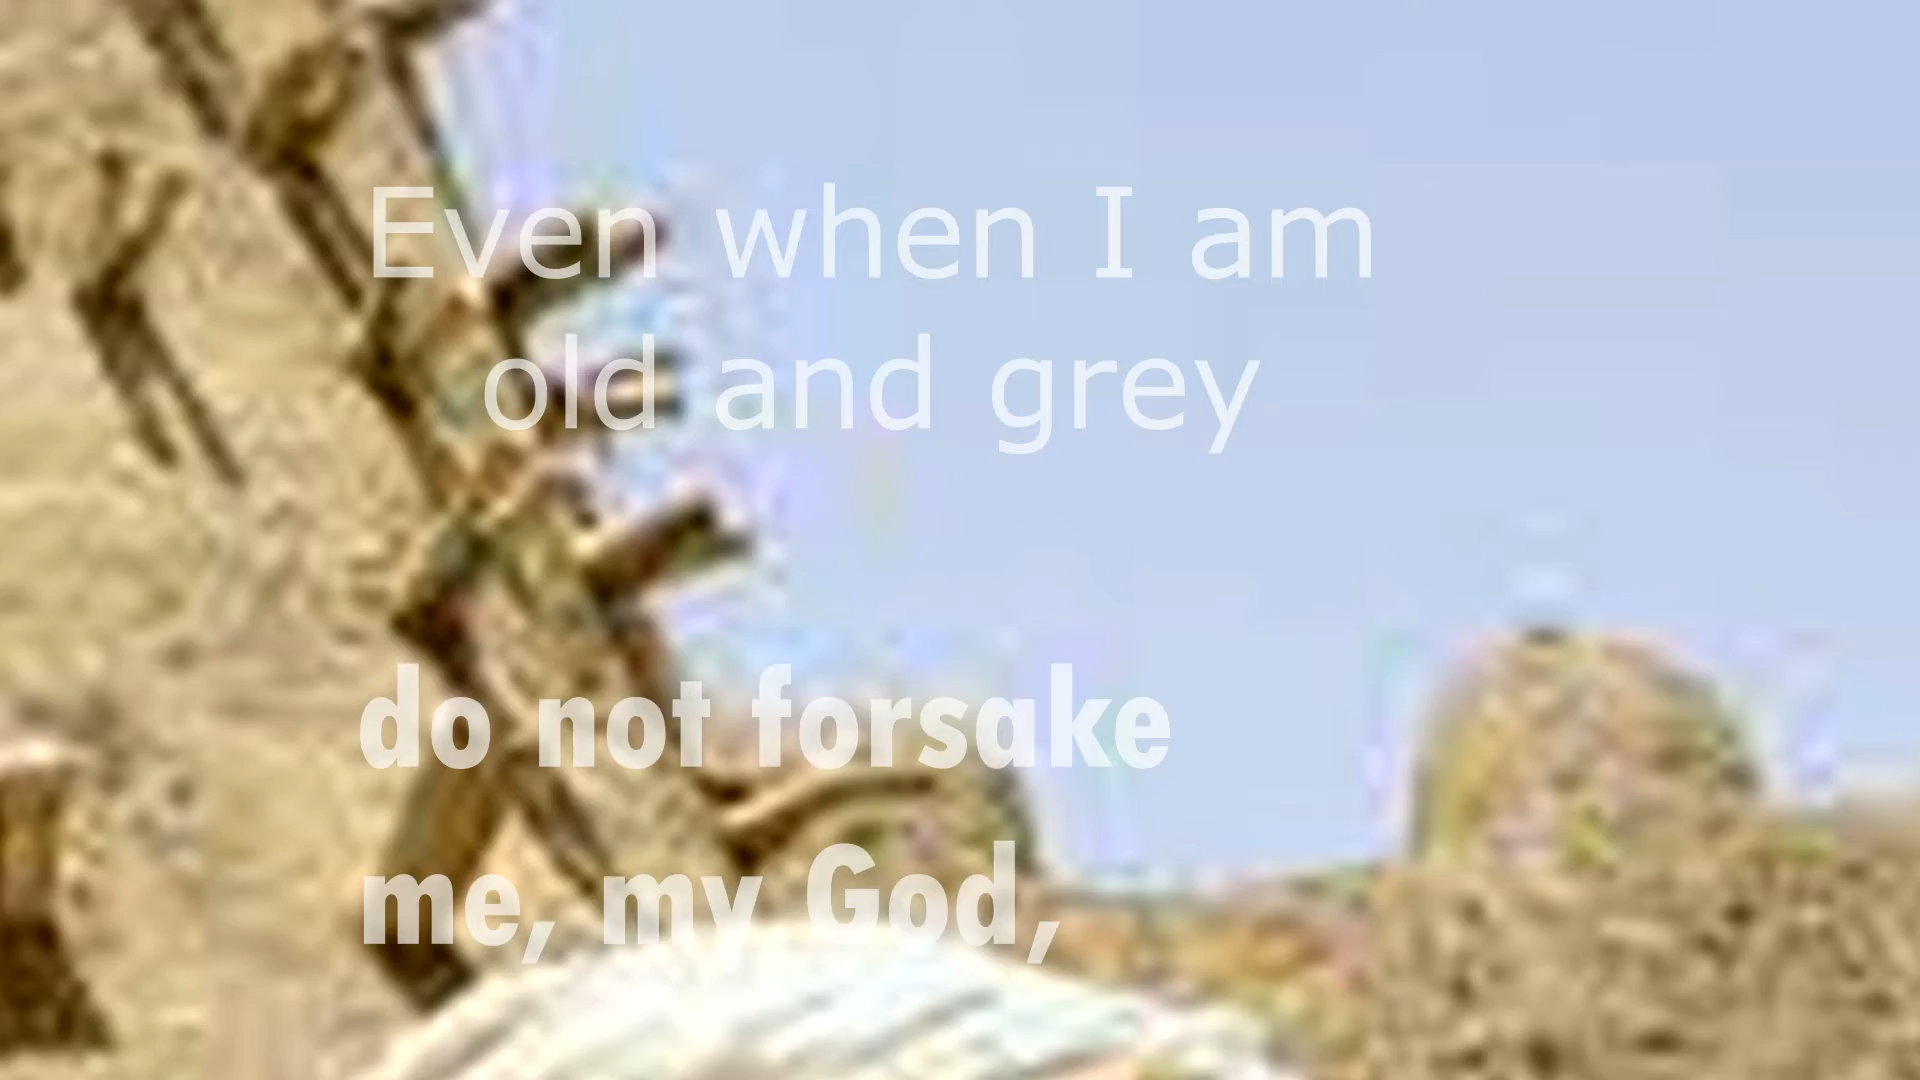 Even when I am
old and grey
do not forsake
me, my God,